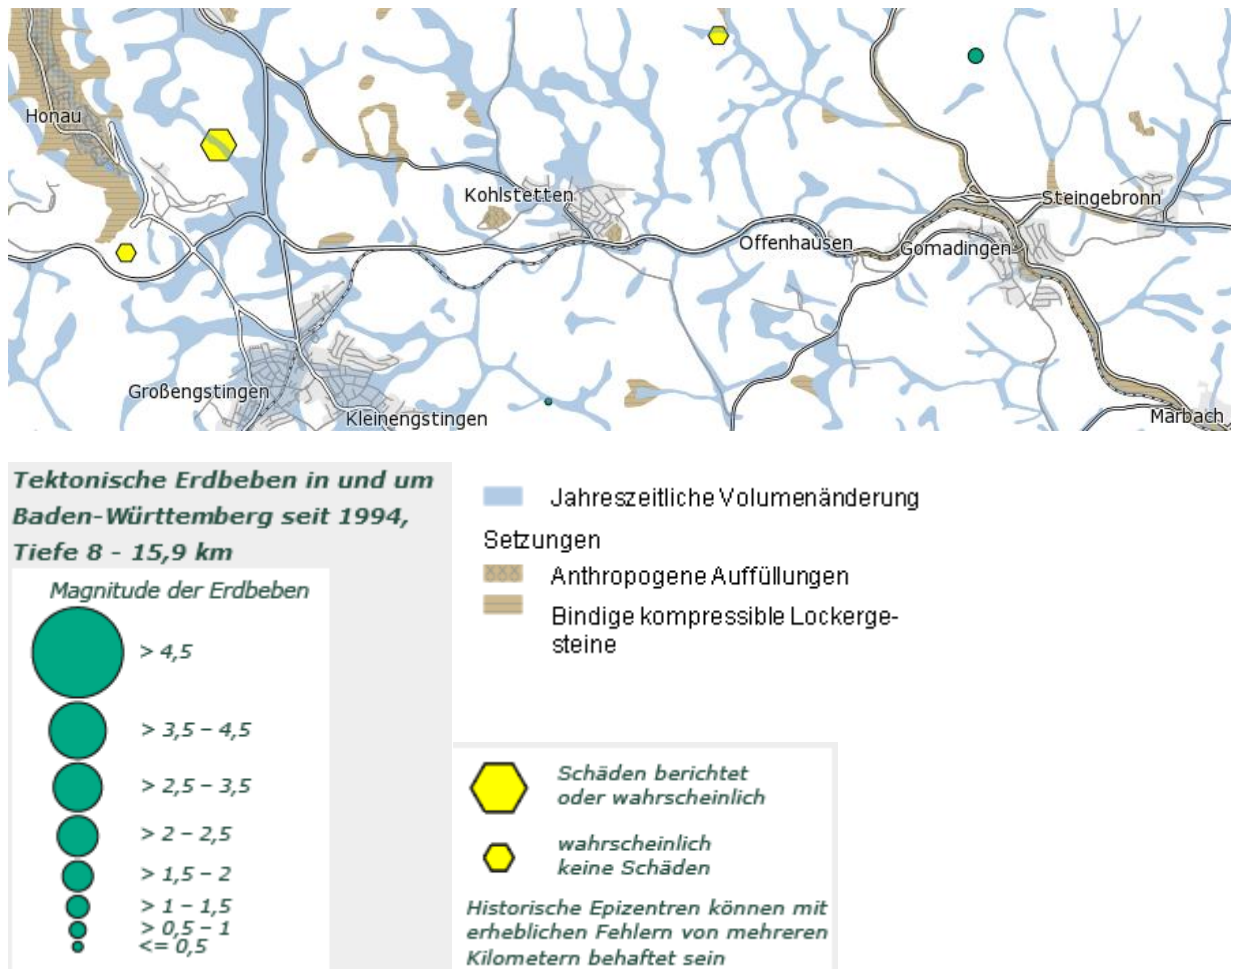 Honau
Kohlstetten
Steingebronn
Offenhausen
Gomadingen
Großengstingen
Kleinengstingen
Marbach
Tektonische Erdbeben in und um
Baden-Württemberg seit 1994,
Tiefe 8 - 15,9 km
Magnitude der Erdbeben
> 4,5
> 3,5 – 4,5
> 2,5 – 3,5
> 2 – 2,5
> 1,5 – 2
> 1 – 1,5
> 0,5 – 1
<= 0,5
Jahreszeitliche Volumenänderung
Setzungen
Anthropogene Auffüllungen
Bindige kompressible Lockerge-
steine
Schäden berichtet
oder wahrscheinlich
wahrscheinlich
keine Schäden
Historische Epizentren können mit
erheblichen Fehlern von mehreren
Kilometern behaftet sein